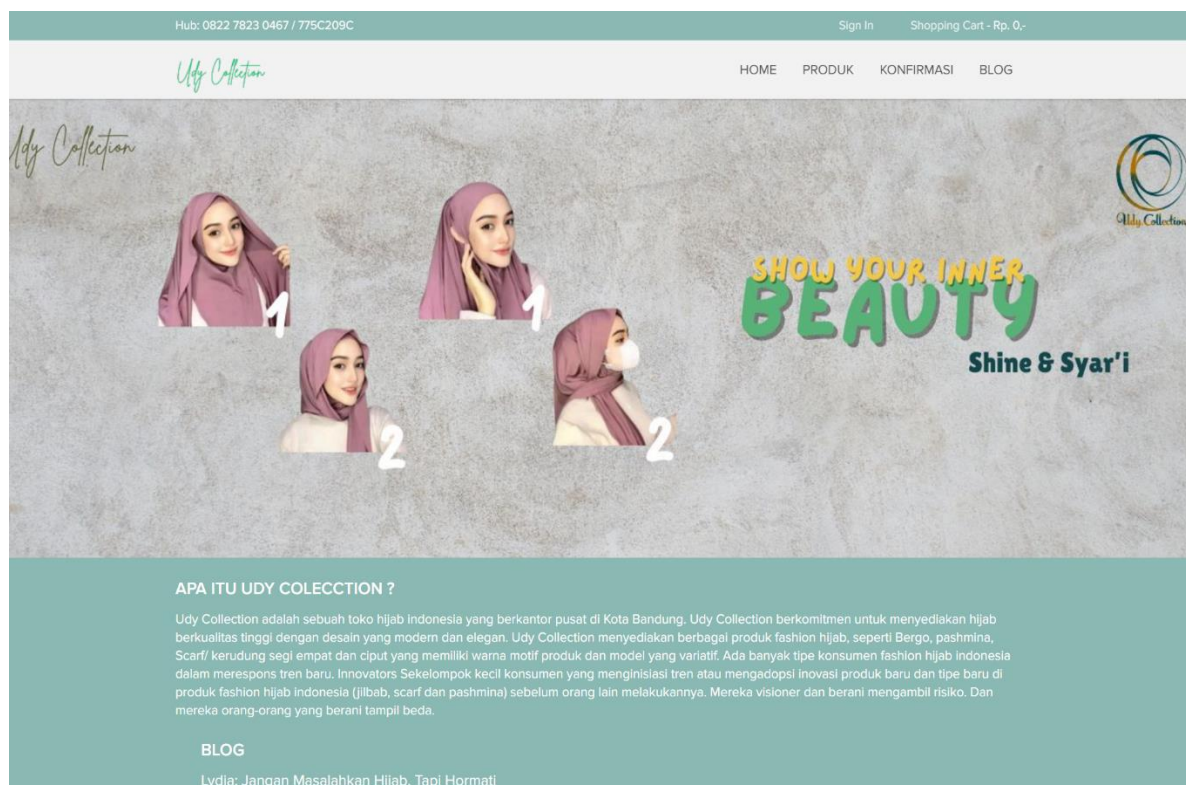 Hub: 0822 7823 0467 / 775C209C
Sign In
Shopping Cart - Rp. 0,-
Udy Collection
HOME PRODUK KONFIRMASI BLOG
Udy Collection
Udy Collection
1
1
2
2
SHOW YOUR INNER
BEAUTY
Shine & Syar'i
APA ITU UDY COLECCTION ?
Udy Collection adalah sebuah toko hijab indonesia yang berkantor pusat di Kota Bandung. Udy Collection berkomitmen untuk menyediakan hijab
berkualitas tinggi dengan desain yang modern dan elegan. Udy Collection menyediakan berbagai produk fashion hijab, seperti Bergo, pashmina,
Scarf/ kerudung segi empat dan ciput yang memiliki warna motif produk dan model yang variatif. Ada banyak tipe konsumen fashion hijab indonesia
dalam merespons tren baru. Innovators Sekelompok kecil konsumen yang menginisiasi tren atau mengadopsi inovasi produk baru dan tipe baru di
produk fashion hijab indonesia (jilbab, scarf dan pashmina) sebelum orang lain melakukannya. Mereka visioner dan berani mengambil risiko. Dan
mereka orang-orang yang berani tampil beda.
BLOG
Lydia: Jangan Masalahkan Hijab, Tapi Hormati